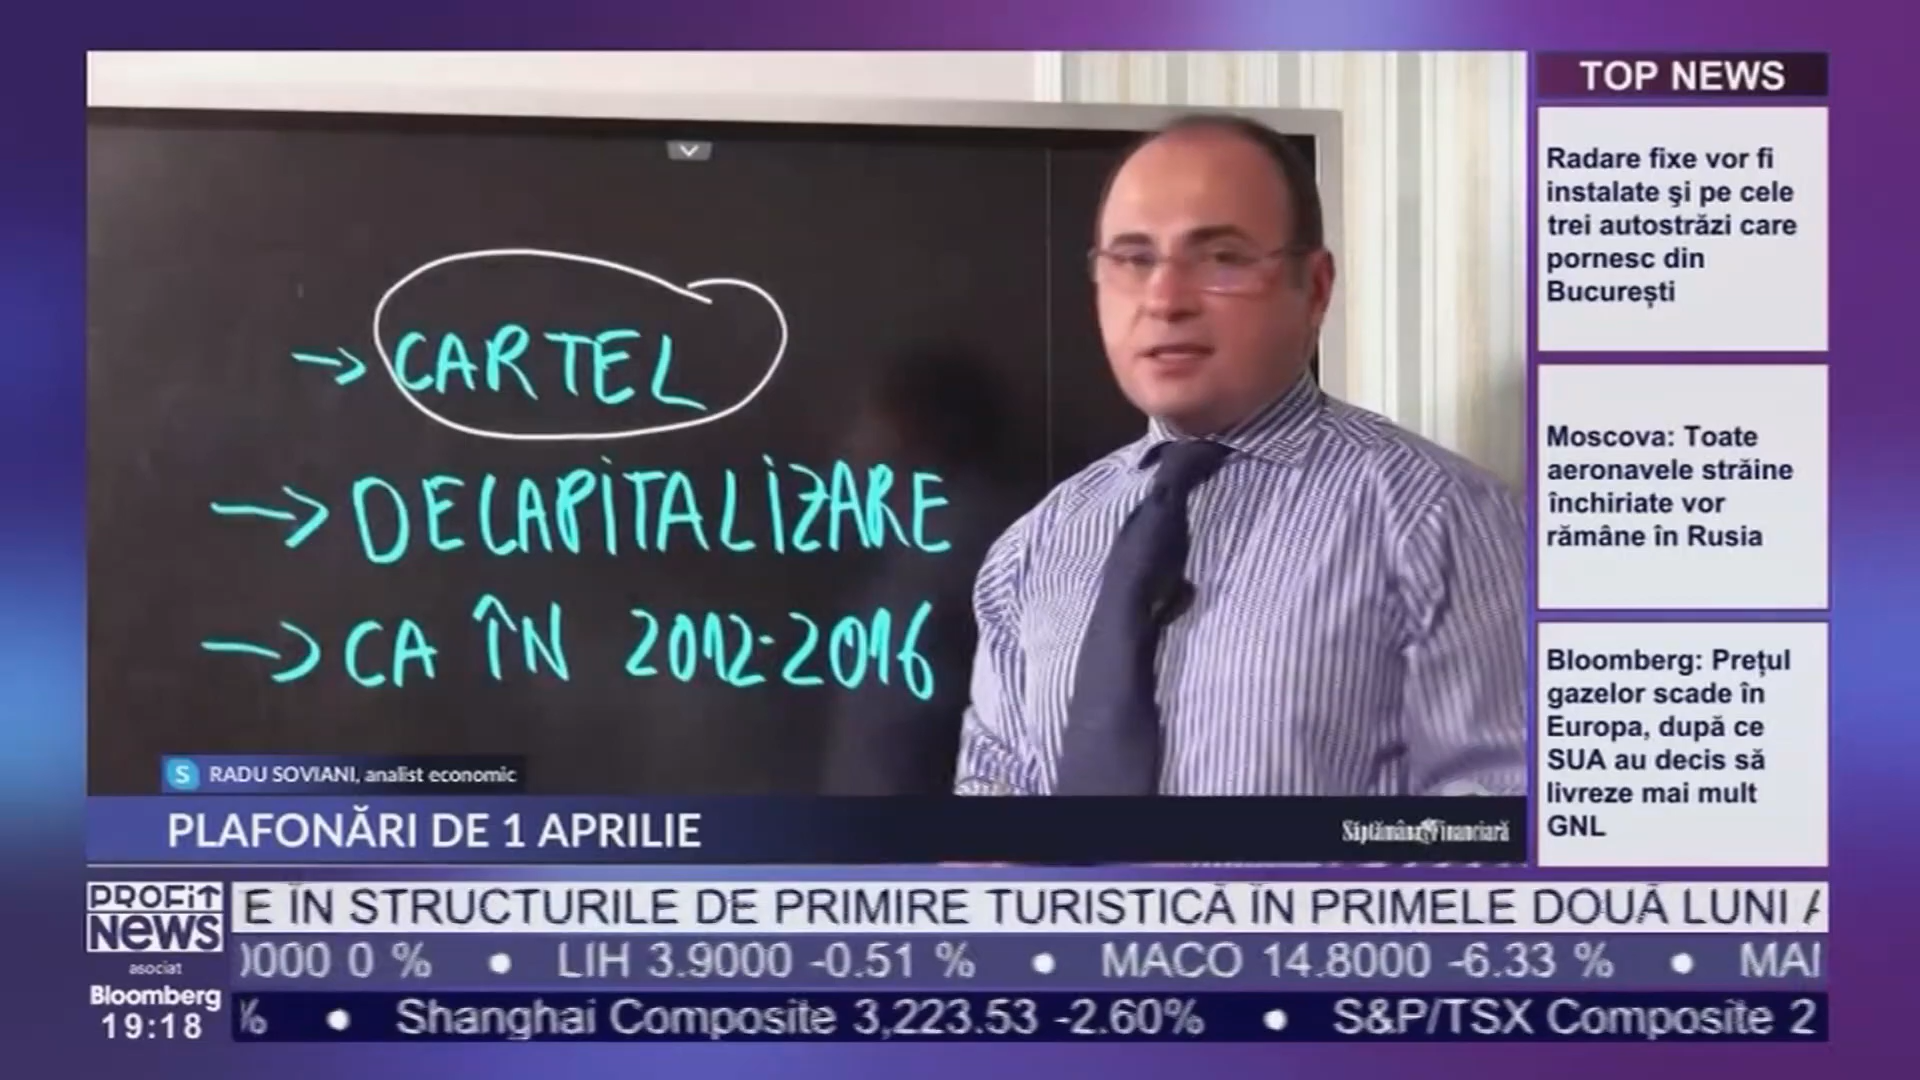 → CARTEL
→ DECAPITALIZARE
→ CA ÎN 2012-2016
S RADU SOVIANI, analist economic
PLAFONĂRI DE 1 APRILIE
Săptămâna Financiară
TOP NEWS
Radare fixe vor fi
instalate şi pe cele
trei autostrăzi care
pornesc din
București
Moscova: Toate
aeronavele străine
închiriate vor
rămâne în Rusia
Bloomberg: Prețul
gazelor scade în
Europa, după ce
SUA au decis să
livreze mai mult
GNL
PROFIT
NEWS
asociat
Bloomberg
19:18
E ÎN STRUCTURILE DE PRIMIRE TURISTICĂ ÎN PRIMELE DOUĂ LUNI A
0000 0 % • LIH 3.9000 -0.51 % • MACO 14.8000 -6.33 % • MAI
% • Shanghai Composite 3,223.53 -2.60% • S&P/TSX Composite 2